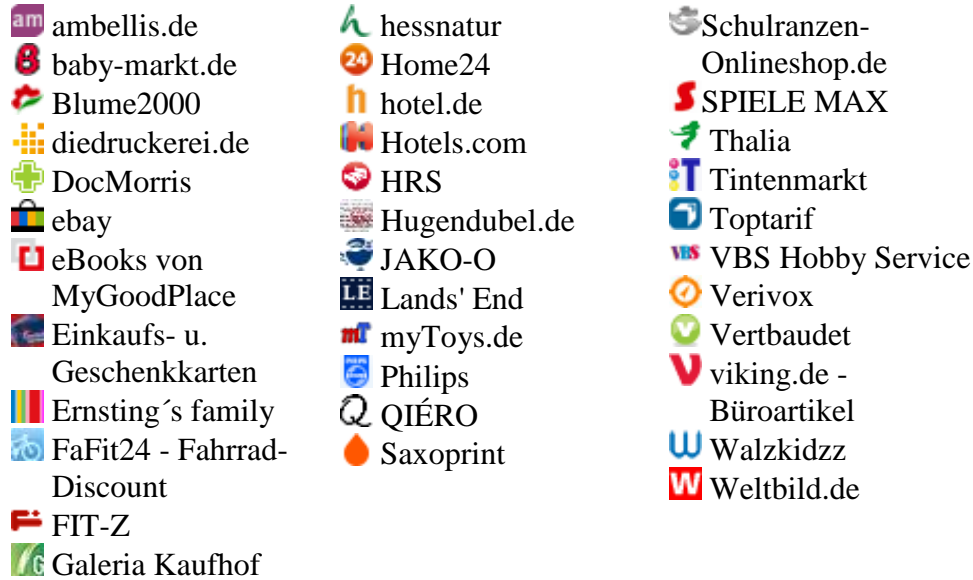 ambellis.de
baby-markt.de
Blume2000
diedruckerei.de
DocMorris
ebay
eBooks von
MyGoodPlace
Einkaufs- u.
Geschenkkarten
Ernsting´s family
FaFit24 - Fahrrad-
Discount
FIT-Z
Galeria Kaufhof
hessnatur
Home24
hotel.de
Hotels.com
HRS
Hugendubel.de
JAKO-O
Lands' End
myToys.de
Philips
QIÉRO
Saxoprint
Schulranzen-
Onlineshop.de
SPIELE MAX
Thalia
Tintenmarkt
Toptarif
VBS Hobby Service
Verivox
Vertbaudet
viking.de -
Büroartikel
Walzkidzz
Weltbild.de